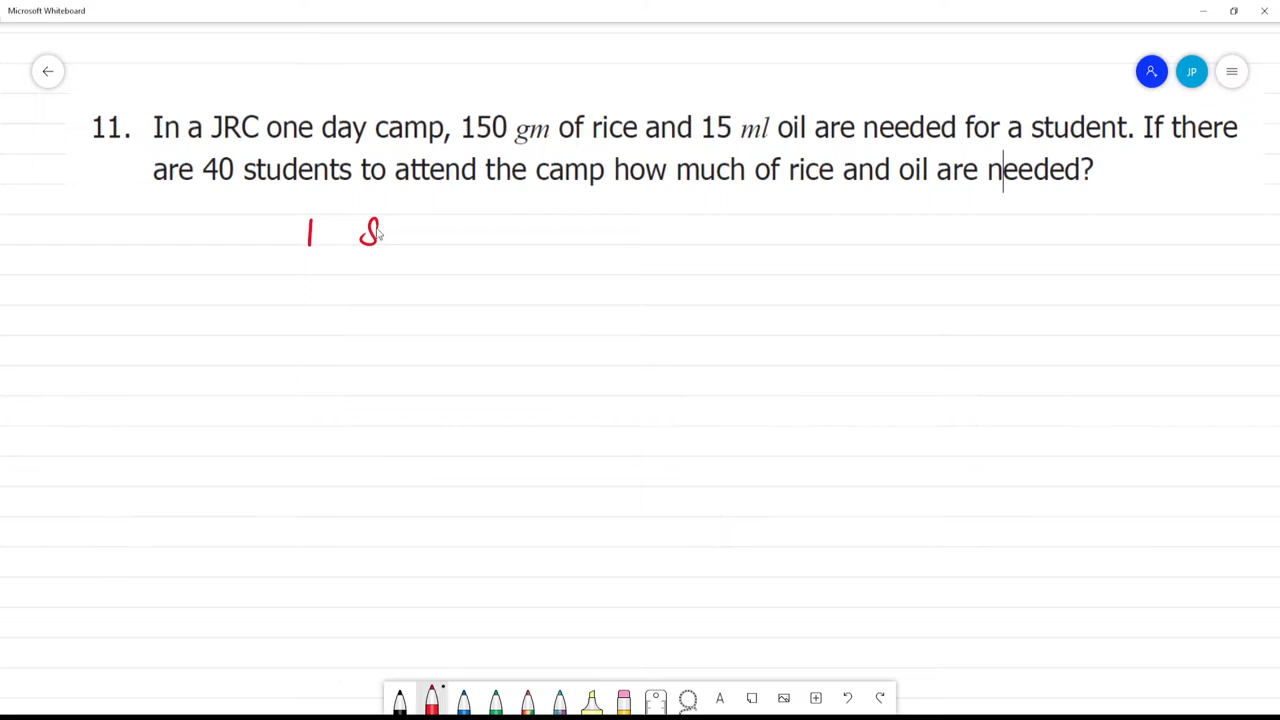 Microsoft Whiteboard
JP
11. In a JRC one day camp, 150 gm of rice and 15 ml oil are needed for a student. If there
are 40 students to attend the camp how much of rice and oil are needed?
1 S
A